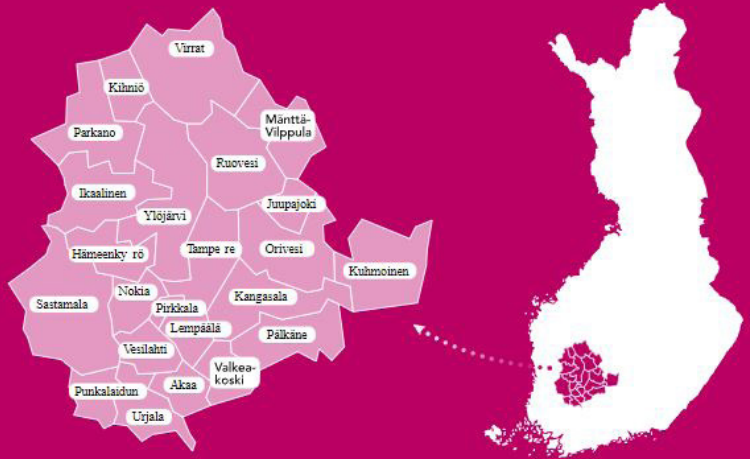 Virrat
Kihniö
Mänttä-
Vilppula
Parkano
Ruovesi
Ikaalinen
Juupajoki
Ylöjärvi
Hämeenky rö
Tampe re
Orivesi
Kuhmoinen
Nokia
Kangasala
Sastamala
Pirkkala
Lempäälä
Pälkäne
Vesilahti
Valkea-
koski
Akaa
Punkalaidun
Urjala